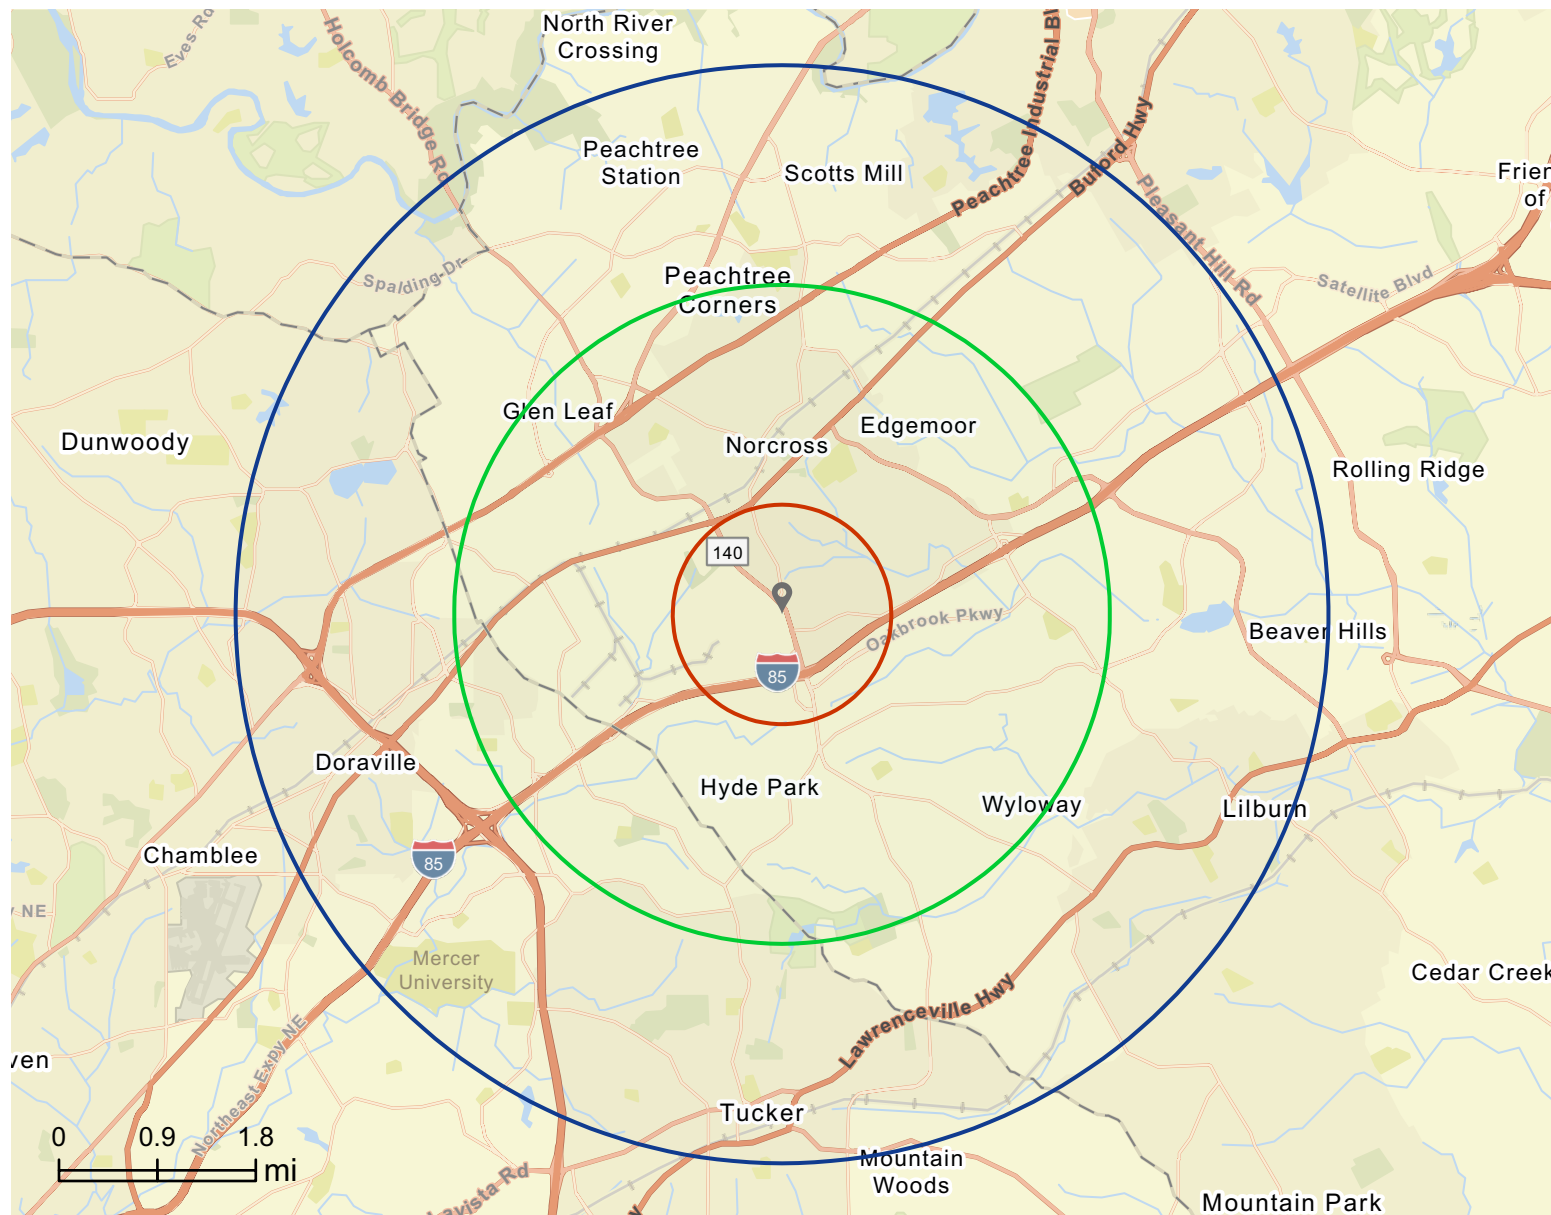 North River
Crossing
Eves Rd
Holcomb Bridge Rd
Peachtree Industrial Bl
Buford Hwy
Peachtree
Station
Scotts Mill
Pleasant Hill Rd
Frien
of
Spalding Dr
Peachtree
Corners
Satellite Blvd
Glen Leaf
Edgemoor
Dunwoody
Norcross
Rolling Ridge
140
Oakbrook Pkwy
Beaver Hills
85
Doraville
Hyde Park
Wyloway
Lilburn
Chamblee
85
NE
Mercer
University
Cedar Creek
Lawrenceville Hwy
ven
Northeast Expy NE
Tucker
0 0.9 1.8
mi
Mountain
Woods
avista Rd
Mountain Park